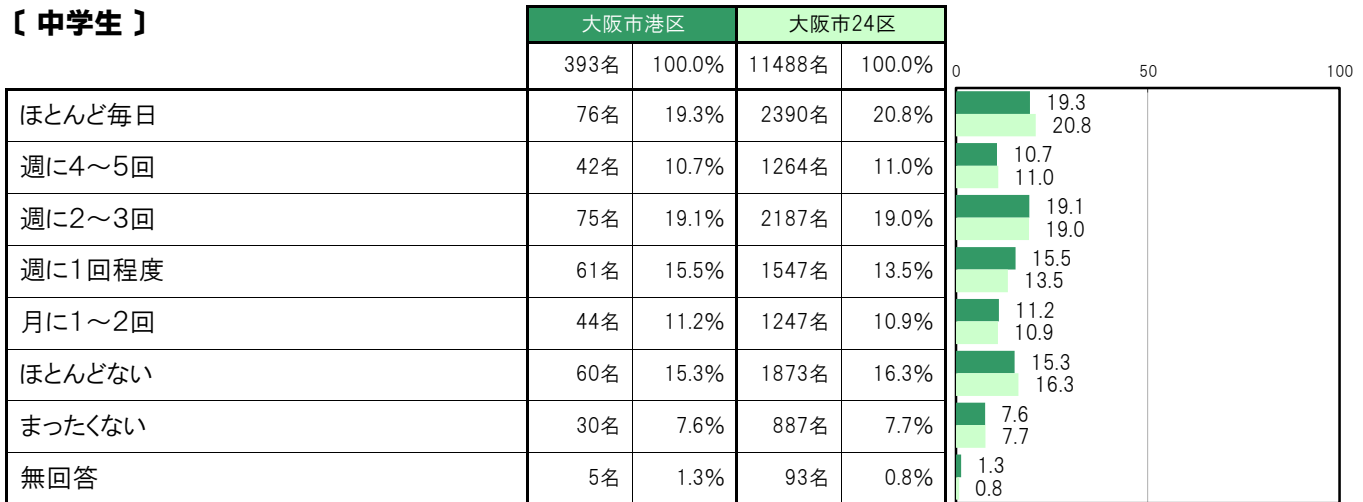 〔 中学生 〕
大阪市港区 大阪市24区
393名 100.0% 11488名 100.0%
0 50 100
ほとんど毎日 76名 19.3% 2390名 20.8%
19.3
20.8
週に4～5回 42名 10.7% 1264名 11.0%
10.7
11.0
週に2～3回 75名 19.1% 2187名 19.0%
19.1
19.0
週に1回程度 61名 15.5% 1547名 13.5%
15.5
13.5
月に1～2回 44名 11.2% 1247名 10.9%
11.2
10.9
ほとんどない 60名 15.3% 1873名 16.3%
15.3
16.3
まったくない 30名 7.6% 887名 7.7%
7.6
7.7
無回答 5名 1.3% 93名 0.8%
1.3
0.8